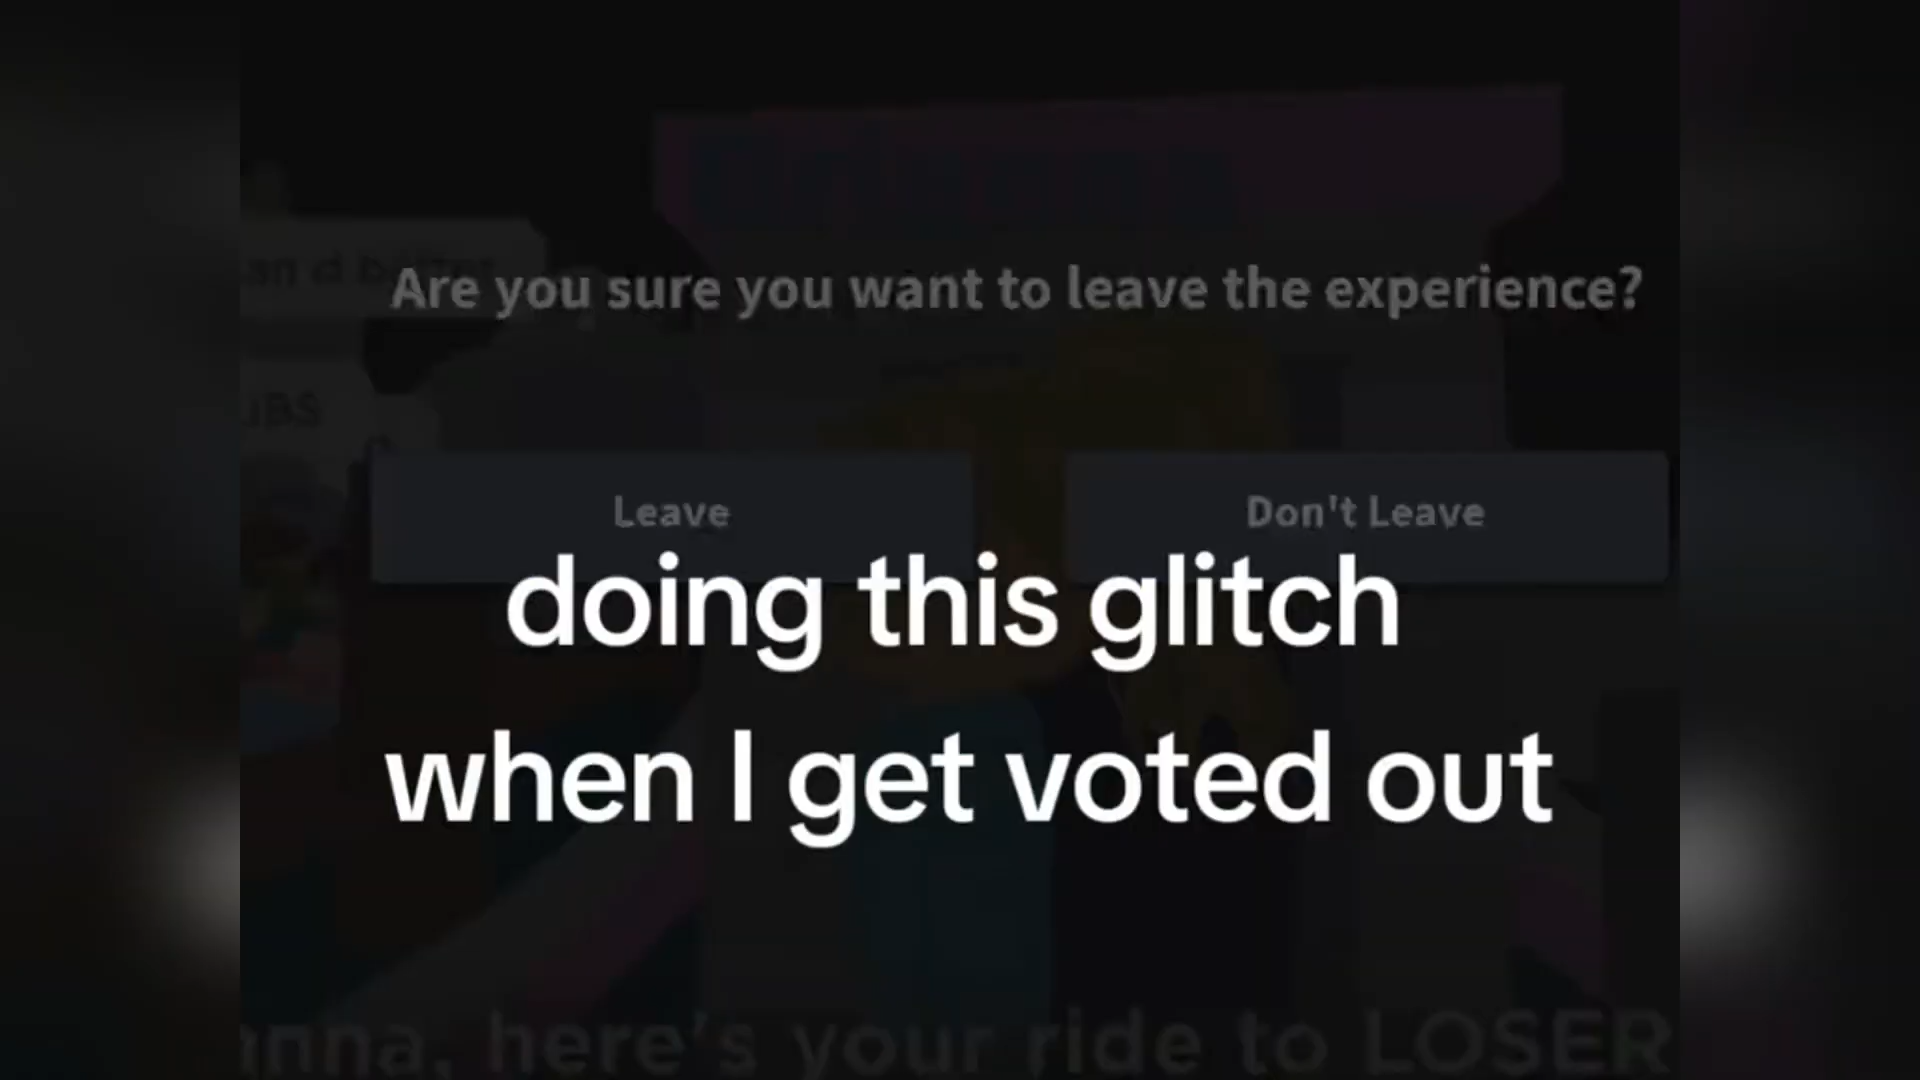 Are you sure you want to leave the experience?
Leave
Don't Leave
doing this glitch
when I get voted out
here's your ride to LOSER